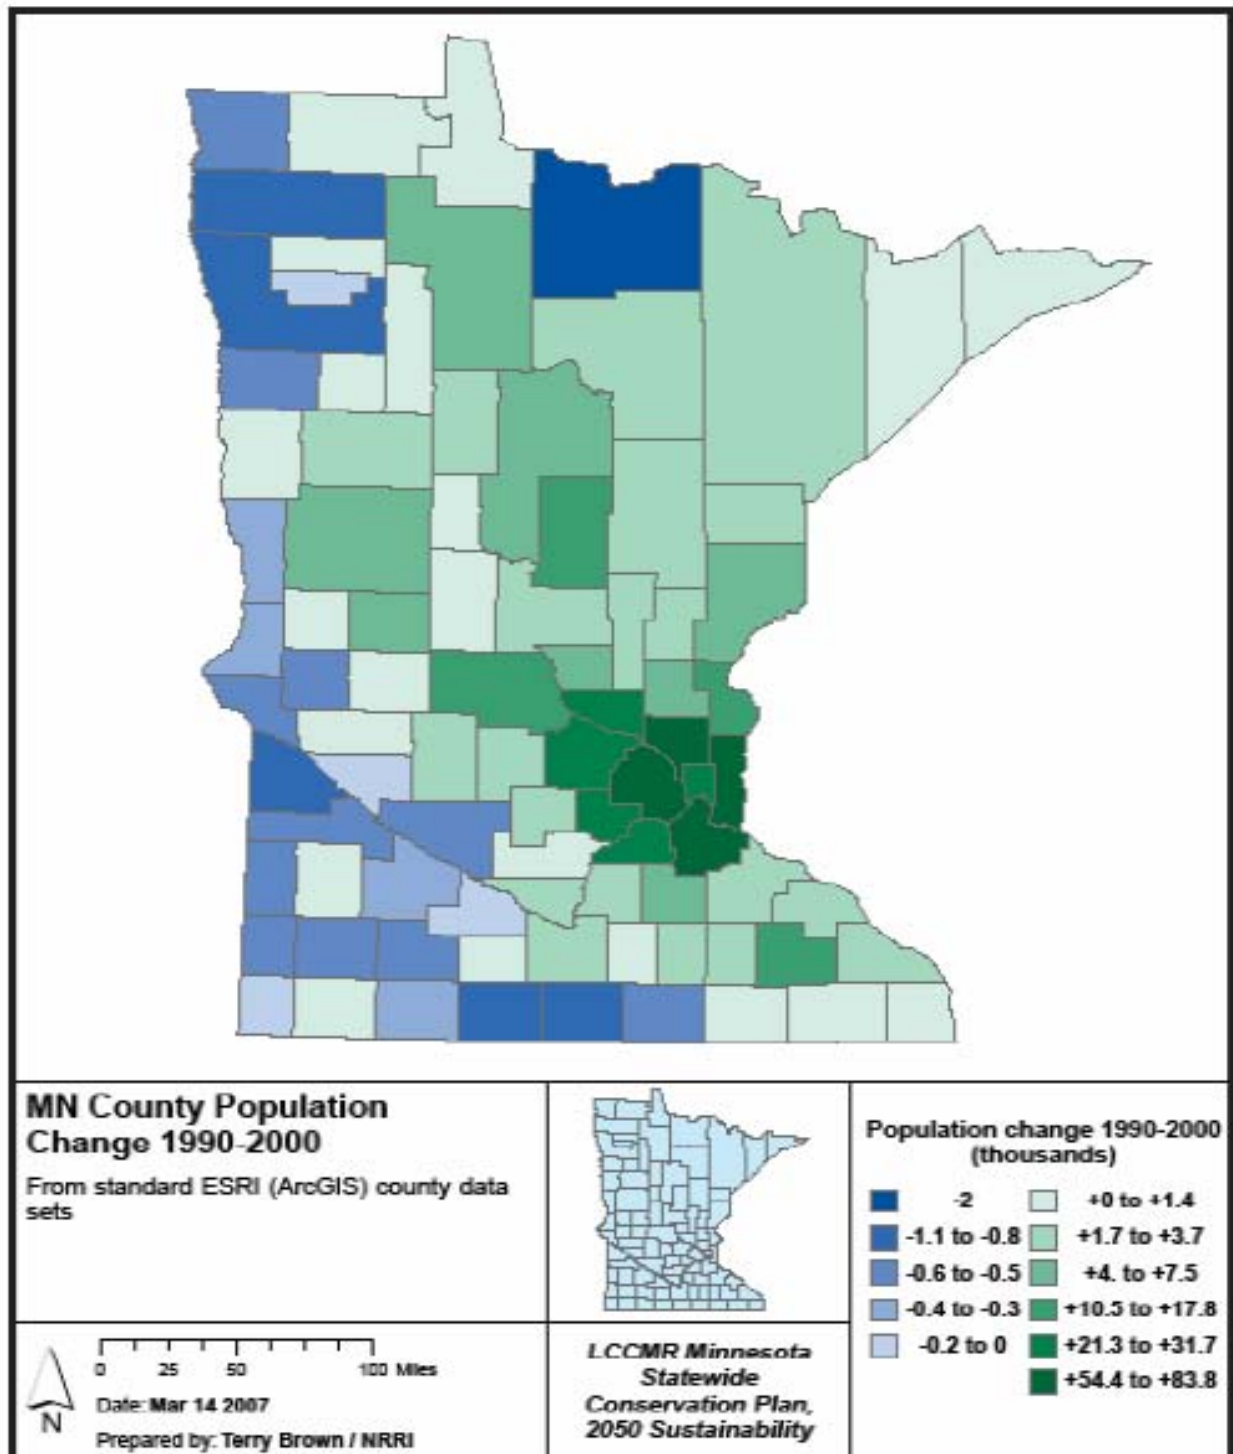 MN County Population
Change 1990-2000
From standard ESRI (ArcGIS) county data
sets
0 25 50 100 Miles
N
Date: Mar 14 2007
Prepared by: Terry Brown / NRRI
LCCMR Minnesota
Statewide
Conservation Plan,
2050 Sustainability
Population change 1990-2000
(thousands)
-2
-1.1 to -0.8
-0.6 to -0.5
-0.4 to -0.3
-0.2 to 0
+0 to +1.4
+1.7 to +3.7
+4. to +7.5
+10.5 to +17.8
+21.3 to +31.7
+54.4 to +83.8